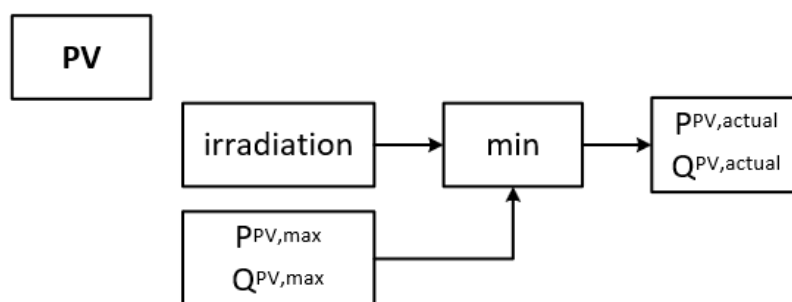 PV
irradiation
min
PPV,actual
QPV,actual
PPV,max
QPV,max